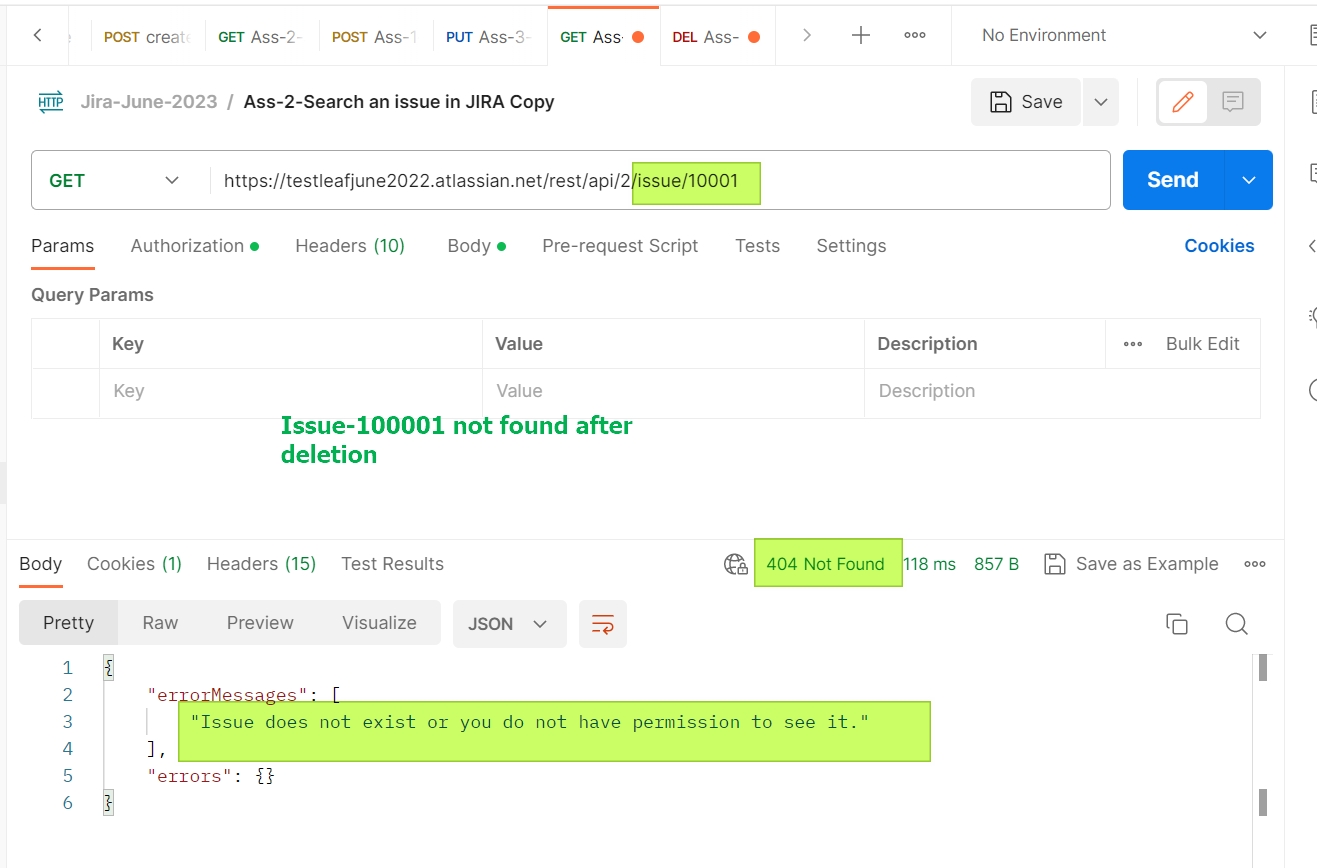 POST create GET Ass-2- POST Ass-1 PUT Ass-3- GET Ass- DEL Ass- No Environment
HTTP Jira-June-2023 / Ass-2-Search an issue in JIRA Copy Save
GET https://testleafjune2022.atlassian.net/rest/api/2/issue/10001 Send
Params Authorization Headers (10) Body Pre-request Script Tests Settings Cookies
Query Params
Key Value Description Bulk Edit
Key Value Description
Issue-100001 not found after
deletion
Body Cookies (1) Headers (15) Test Results 404 Not Found 118 ms 857 B Save as Example
Pretty Raw Preview Visualize JSON
1 {
2 "errorMessages": [
3 "Issue does not exist or you do not have permission to see it."
4 ],
5 "errors": {}
6 }